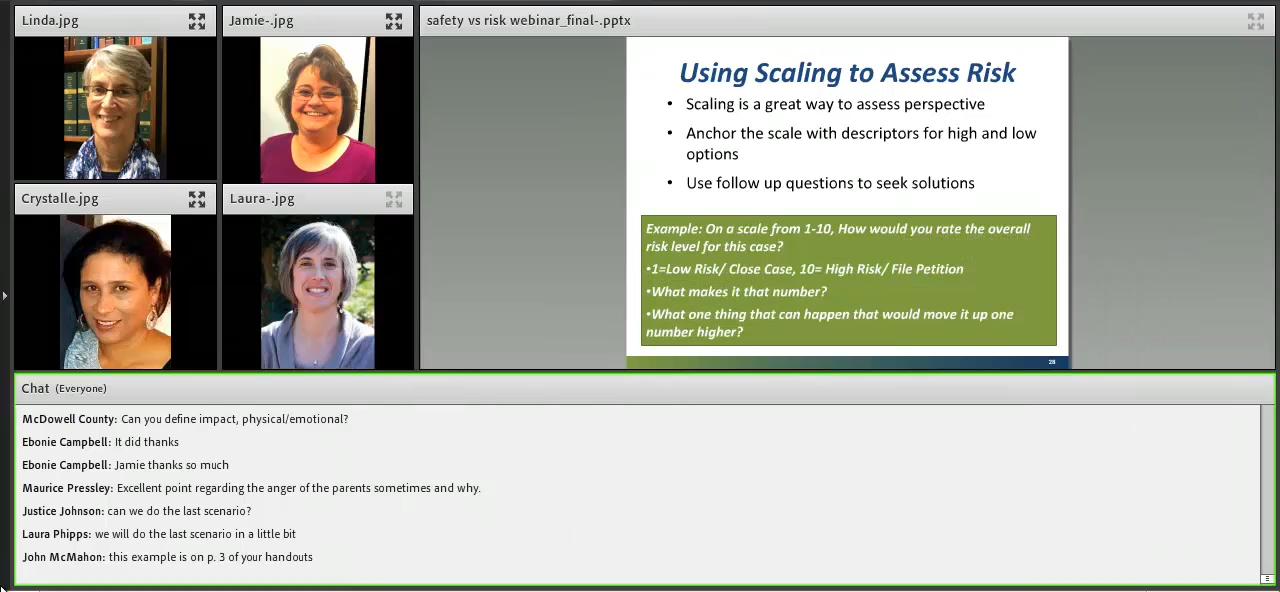 Linda.jpg
Jamie-.jpg
safety vs risk webinar_final-.pptx
Crystalle.jpg
Laura-.jpg
Using Scaling to Assess Risk
• Scaling is a great way to assess perspective
• Anchor the scale with descriptors for high and low
options
• Use follow up questions to seek solutions
Example: On a scale from 1-10, How would you rate the overall
risk level for this case?
•1=Low Risk/ Close Case, 10= High Risk/ File Petition
•What makes it that number?
•What one thing that can happen that would move it up one
number higher?
28
Chat (Everyone)
McDowell County: Can you define impact, physical/emotional?
Ebonie Campbell: It did thanks
Ebonie Campbell: Jamie thanks so much
Maurice Pressley: Excellent point regarding the anger of the parents sometimes and why.
Justice Johnson: can we do the last scenario?
Laura Phipps: we will do the last scenario in a little bit
John McMahon: this example is on p. 3 of your handouts